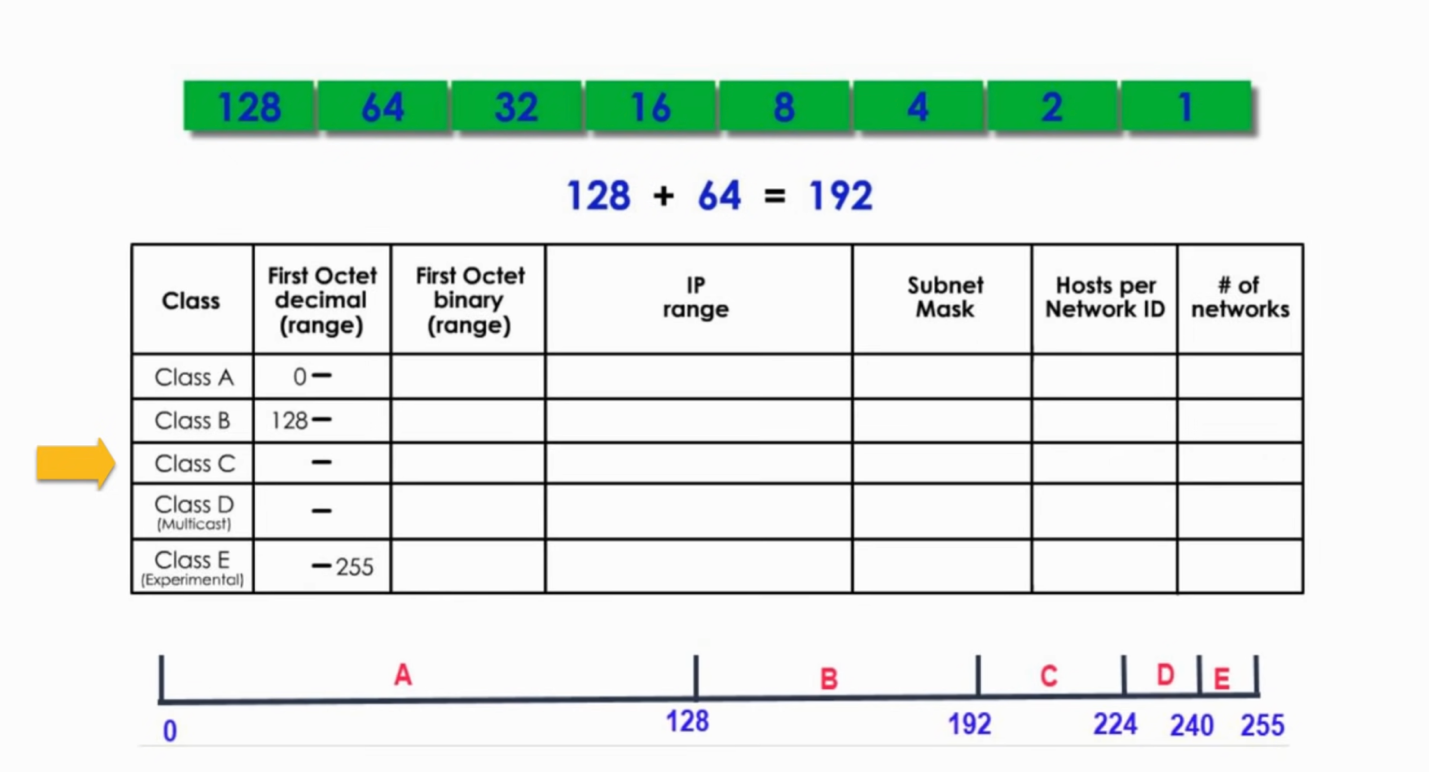 128 64 32 16 8 4 2 1
128 + 64 = 192
Class
First Octet
decimal
(range)
First Octet
binary
(range)
IP
range
Subnet
Mask
Hosts per
Network ID
# of
networks
Class A
0–
Class B
128–
Class C
–
Class D
(Multicast)
–
Class E
(Experimental)
–255
A B C D E
0 128 192 224 240 255